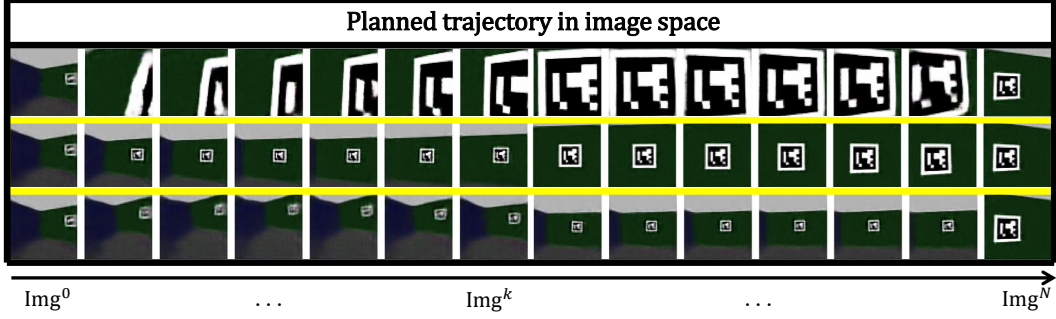 Planned trajectory in image space
Img⁰ ... Imgᵏ ... Imgᴺ